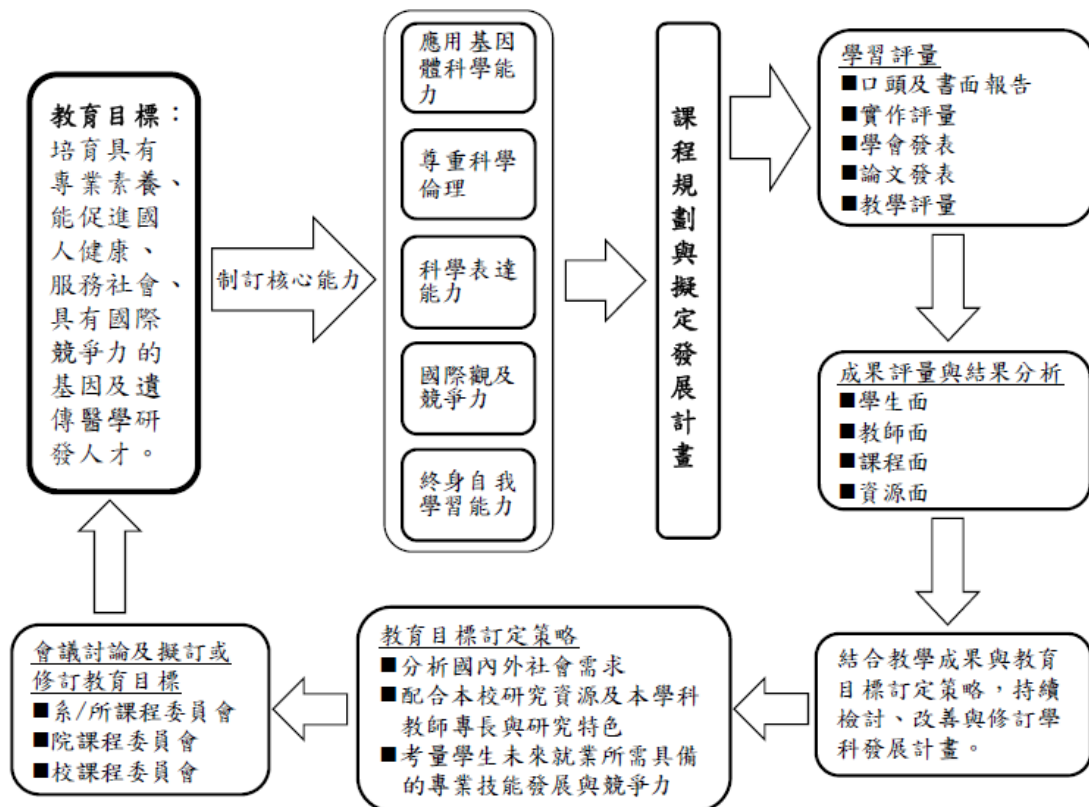 教育目標：
培育具有
專業素養、
能促進國
人健康、
服務社會、
具有國際
競爭力的
基因及遺
傳醫學研
發人才。
制訂核心能力
應用基因
體科學能
力
尊重科學
倫理
科學表達
能力
國際觀及
競爭力
終身自我
學習能力
課程規劃與擬定發展計畫
學習評量
■口頭及書面報告
■實作評量
■學會發表
■論文發表
■教學評量
成果評量與結果分析
■學生面
■教師面
■課程面
■資源面
結合教學成果與教育
目標訂定策略，持續
檢討、改善與修訂學
科發展計畫。
教育目標訂定策略
■分析國內外社會需求
■配合本校研究資源及本學科
教師專長與研究特色
■考量學生未來就業所需具備
的專業技能發展與競爭力
會議討論及擬訂或
修訂教育目標
■系/所課程委員會
■院課程委員會
■校課程委員會